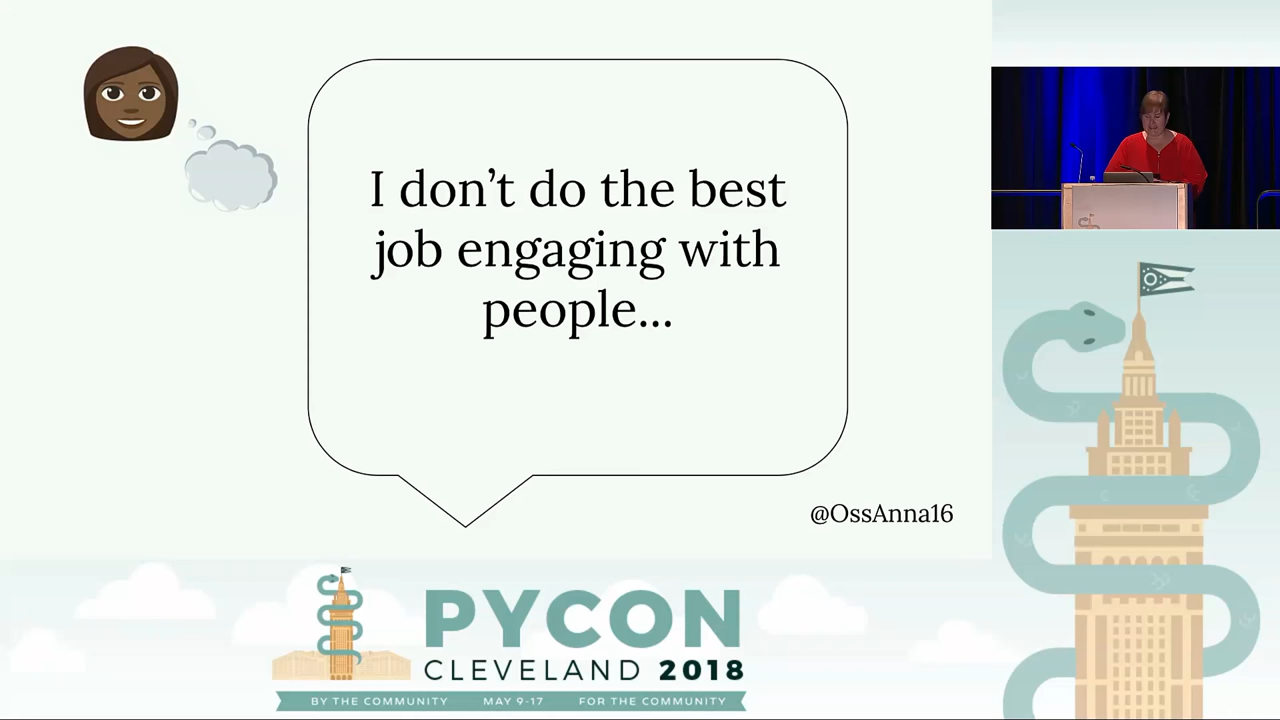 I don’t do the best
job engaging with
people...
@OssAnna16
PYCON
CLEVELAND 2018
BY THE COMMUNITY MAY 9-17 FOR THE COMMUNITY